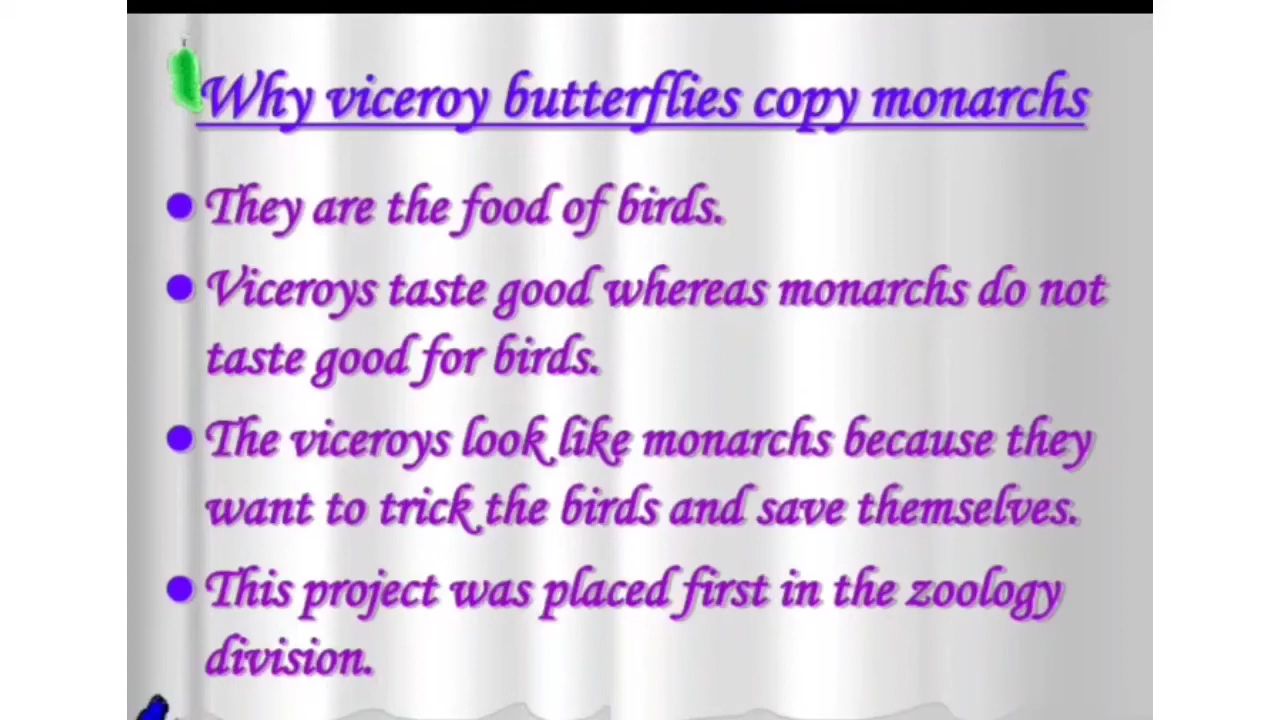 Why viceroy butterflies copy monarchs
They are the food of birds.
Viceroys taste good whereas monarchs do not
taste good for birds.
The viceroys look like monarchs because they
want to trick the birds and save themselves.
This project was placed first in the zoology
division.